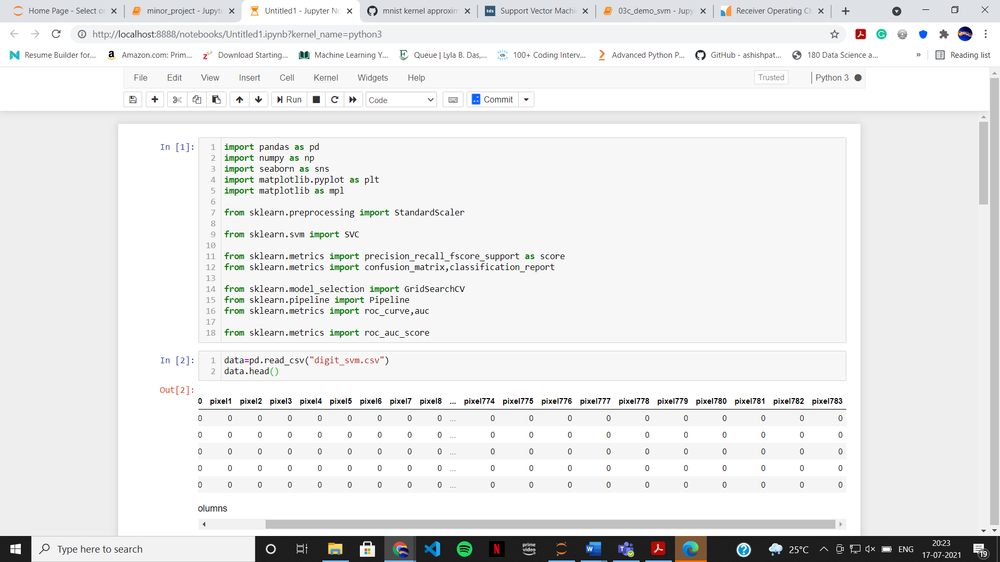 Home Page - Select or
minor_project - Jupyte
Untitled1 - Jupyter No
mnist kernel approxim
tds Support Vector Machi
03c_demo_svm - Jupy
Receiver Operating Ch
http://localhost:8888/notebooks/Untitled1.ipynb?kernel_name=python3
Resume Builder for...
Amazon.com: Prim...
Download Starting...
Machine Learning Y...
Queue | Lyla B. Das,...
cb 100+ Coding Interv...
Advanced Python P...
GitHub - ashishpat...
180 Data Science a...
»
Reading list
File Edit View Insert Cell Kernel Widgets Help
Trusted
Python 3
Run
Code
Commit
In [1]:
1 import pandas as pd
2 import numpy as np
3 import seaborn as sns
4 import matplotlib.pyplot as plt
5 import matplotlib as mpl
6
7 from sklearn.preprocessing import StandardScaler
8
9 from sklearn.svm import SVC
10
11 from sklearn.metrics import precision_recall_fscore_support as score
12 from sklearn.metrics import confusion_matrix,classification_report
13
14 from sklearn.model_selection import GridSearchCV
15 from sklearn.pipeline import Pipeline
16 from sklearn.metrics import roc_curve,auc
17
18 from sklearn.metrics import roc_auc_score
In [2]:
1 data=pd.read_csv("digit_svm.csv")
2 data.head()
Out[2]:
0 pixel1 pixel2 pixel3 pixel4 pixel5 pixel6 pixel7 pixel8 ... pixel774 pixel775 pixel776 pixel777 pixel778 pixel779 pixel780 pixel781 pixel782 pixel783
0 0 0 0 0 0 0 0 0 ... 0 0 0 0 0 0 0 0 0 0
0 0 0 0 0 0 0 0 0 ... 0 0 0 0 0 0 0 0 0 0
0 0 0 0 0 0 0 0 0 ... 0 0 0 0 0 0 0 0 0 0
0 0 0 0 0 0 0 0 0 ... 0 0 0 0 0 0 0 0 0 0
0 0 0 0 0 0 0 0 0 ... 0 0 0 0 0 0 0 0 0 0
olumns
Type here to search
prime video
25°C
ENG
20:23
17-07-2021
19